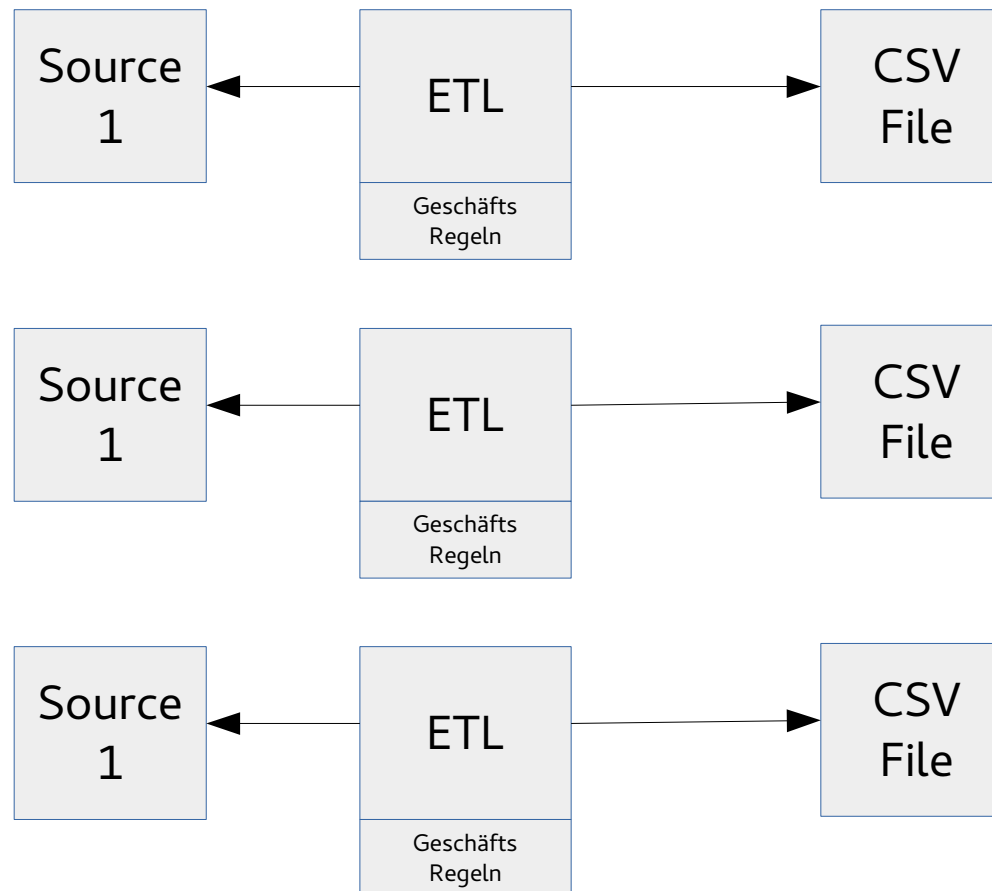 Source
1
ETL
CSV
File
Geschäfts
Regeln
Source
1
ETL
CSV
File
Geschäfts
Regeln
Source
1
ETL
CSV
File
Geschäfts
Regeln